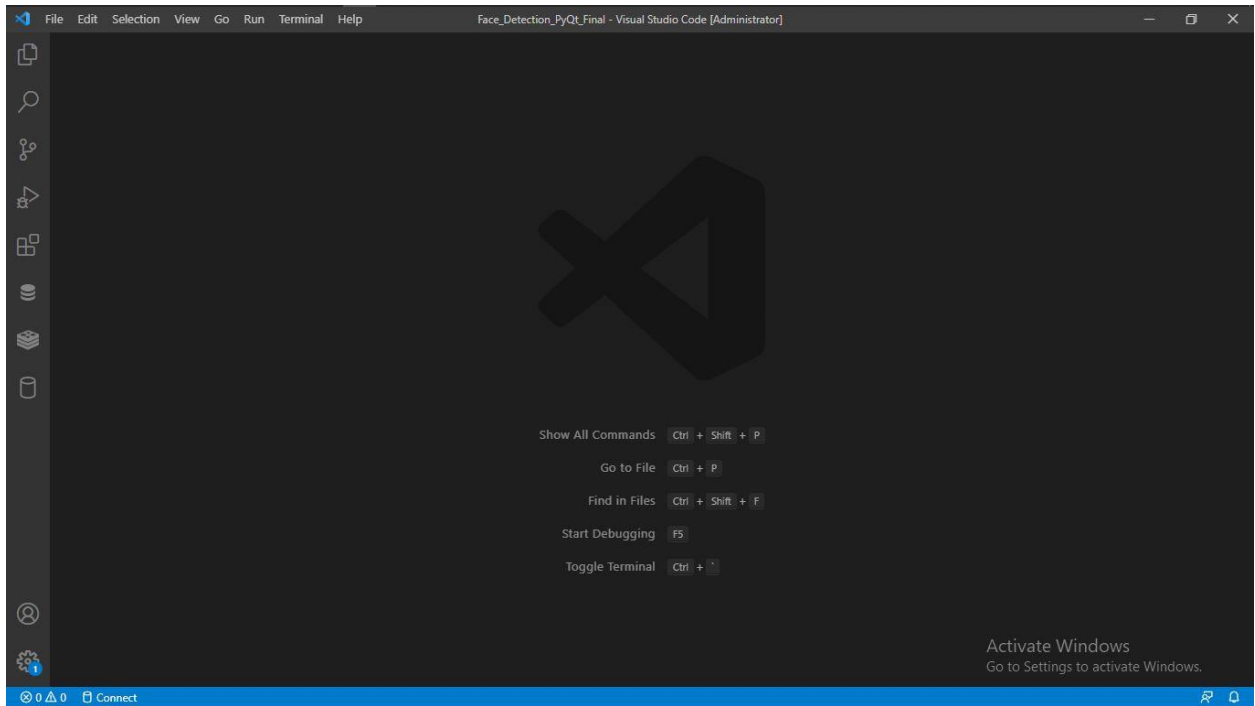 File Edit Selection View Go Run Terminal Help Face_Detection_PyQt_Final - Visual Studio Code [Administrator]
Show All Commands Ctrl + Shift + P
Go to File Ctrl + P
Find in Files Ctrl + Shift + F
Start Debugging F5
Toggle Terminal Ctrl + `
Activate Windows
Go to Settings to activate Windows.
1
0 0 Connect